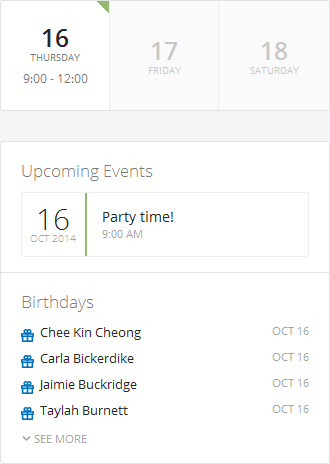 16
THURSDAY
9:00 - 12:00
17
FRIDAY
18
SATURDAY
Upcoming Events
16
OCT 2014
Party time!
9:00 AM
Birthdays
Chee Kin Cheong OCT 16
Carla Bickerdike OCT 16
Jaimie Buckridge OCT 16
Taylah Burnett OCT 16
SEE MORE